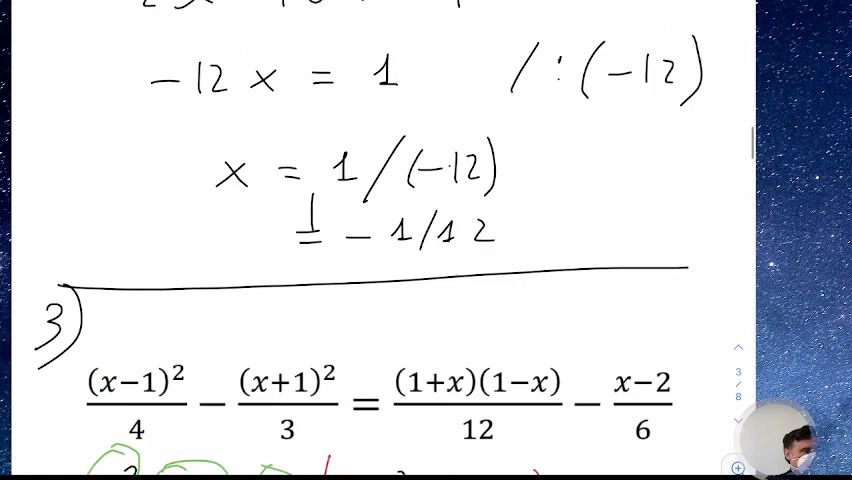 -12 x = 1 /:(-12)
x = 1/(-12)
= -1/12
3)
(x−1)²/4 − (x+1)²/3 = (1+x)(1−x)/12 − x−2/6
3
/
8